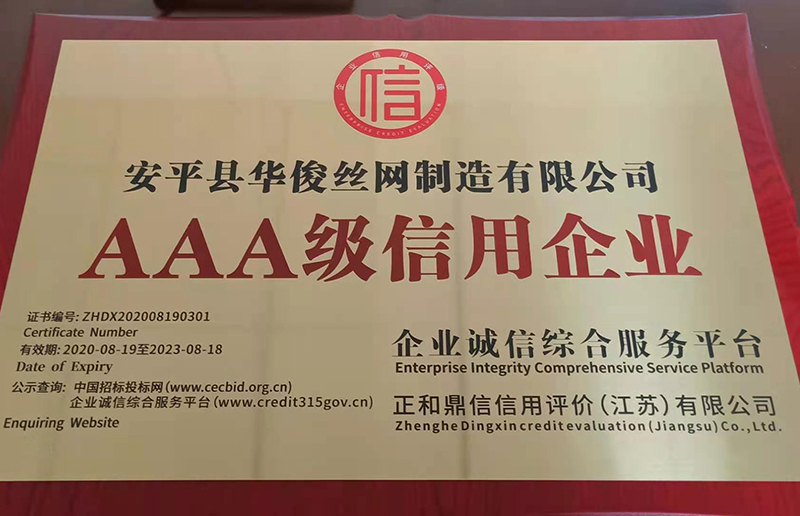 企业信用评级
信
ENTERPRISE CREDIT EVALUATION
安平县华俊丝网制造有限公司
AAA级信用企业
证书编号: ZHDX202008190301
Certificate Number
有效期: 2020-08-19至2023-08-18
Date of Expiry
公示查询: 中国招标投标网(www.cecbid.org.cn)
企业诚信综合服务平台(www.credit315gov.cn)
Enquiring Website
企业诚信综合服务平台
Enterprise Integrity Comprehensive Service Platform
正和鼎信信用评价(江苏)有限公司
Zhenghe Dingxin credit evaluation (Jiangsu) Co., Ltd.